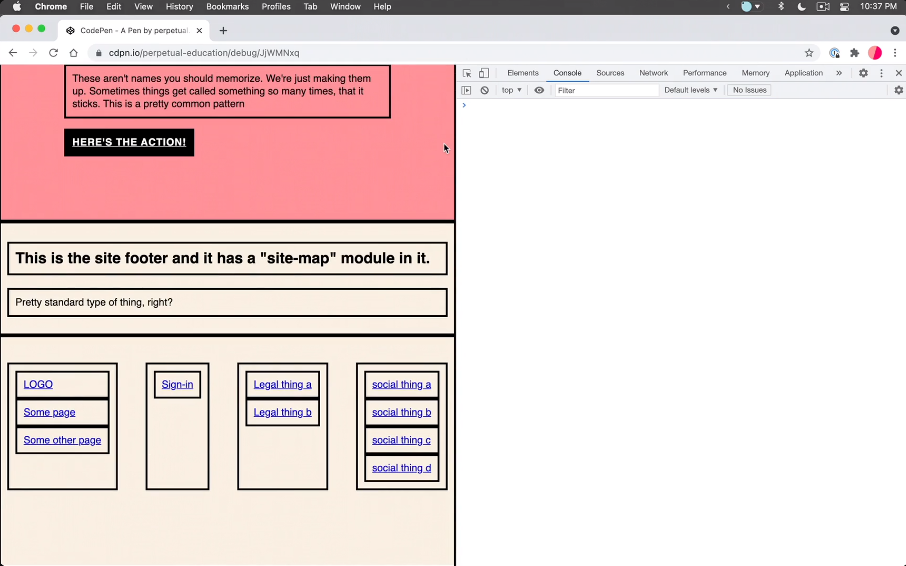 Chrome File Edit View History Bookmarks Profiles Tab Window Help 10:37 PM
CodePen - A Pen by perpetual.
cdpn.io/perpetual-education/debug/JjWMNxq
Elements Console Sources Network Performance Memory Application
top Filter Default levels No Issues
These aren't names you should memorize. We're just making them
up. Sometimes things get called something so many times, that it
sticks. This is a pretty common pattern
HERE'S THE ACTION!
This is the site footer and it has a "site-map" module in it.
Pretty standard type of thing, right?
LOGO
Some page
Some other page
Sign-in
Legal thing a
Legal thing b
social thing a
social thing b
social thing c
social thing d